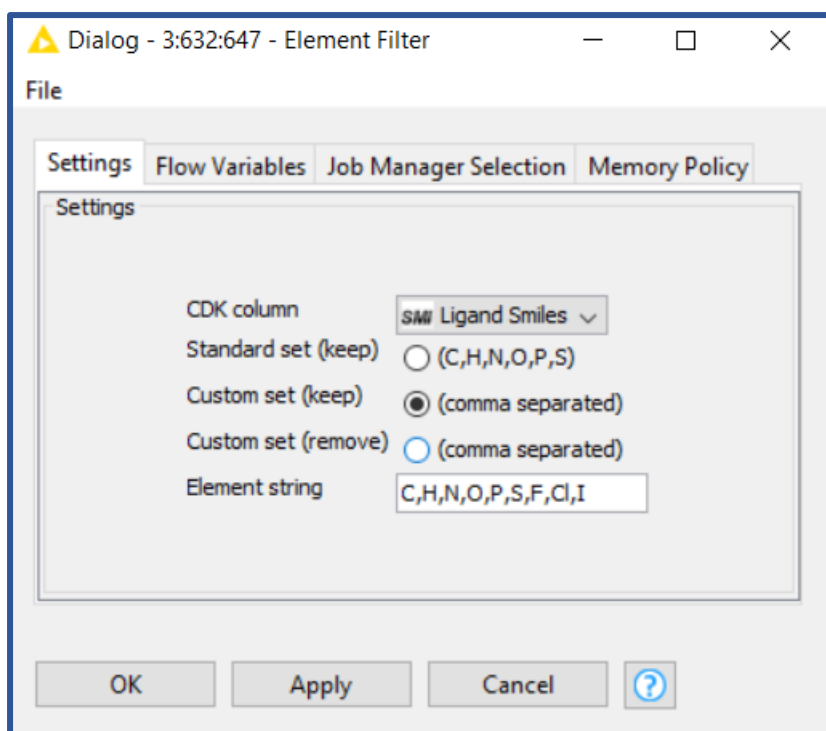 Dialog - 3:632:647 - Element Filter
File
Settings Flow Variables Job Manager Selection Memory Policy
Settings
CDK column SMI Ligand Smiles
Standard set (keep) (C,H,N,O,P,S)
Custom set (keep) (comma separated)
Custom set (remove) (comma separated)
Element string C,H,N,O,P,S,F,Cl,I
OK Apply Cancel ?